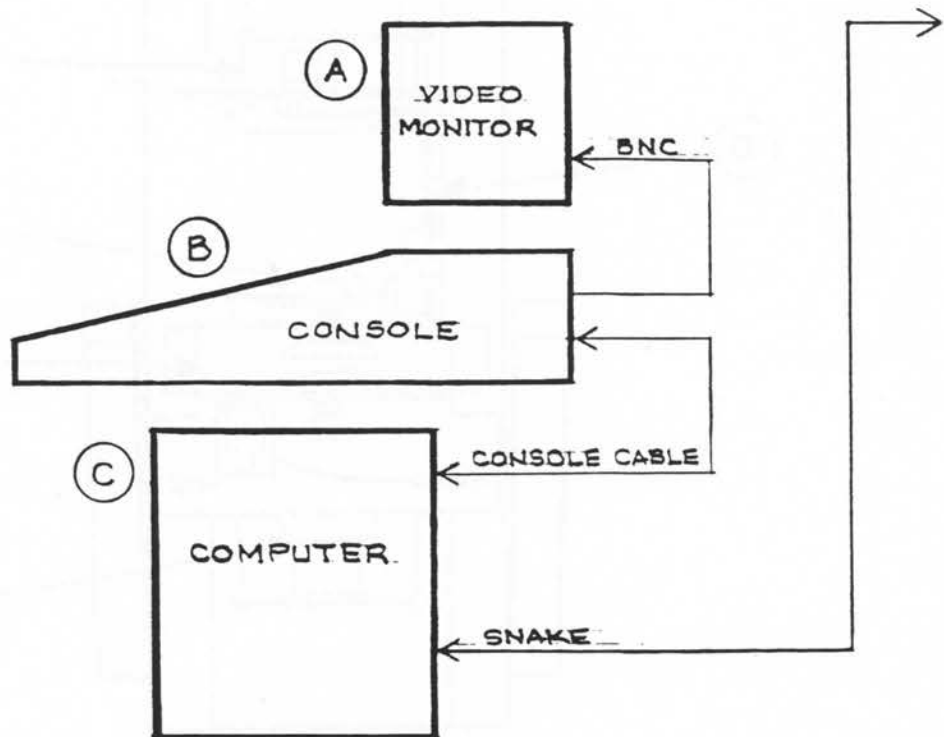 A
VIDEO
MONITOR
BNC
B
CONSOLE
C
CONSOLE CABLE
COMPUTER
SNAKE